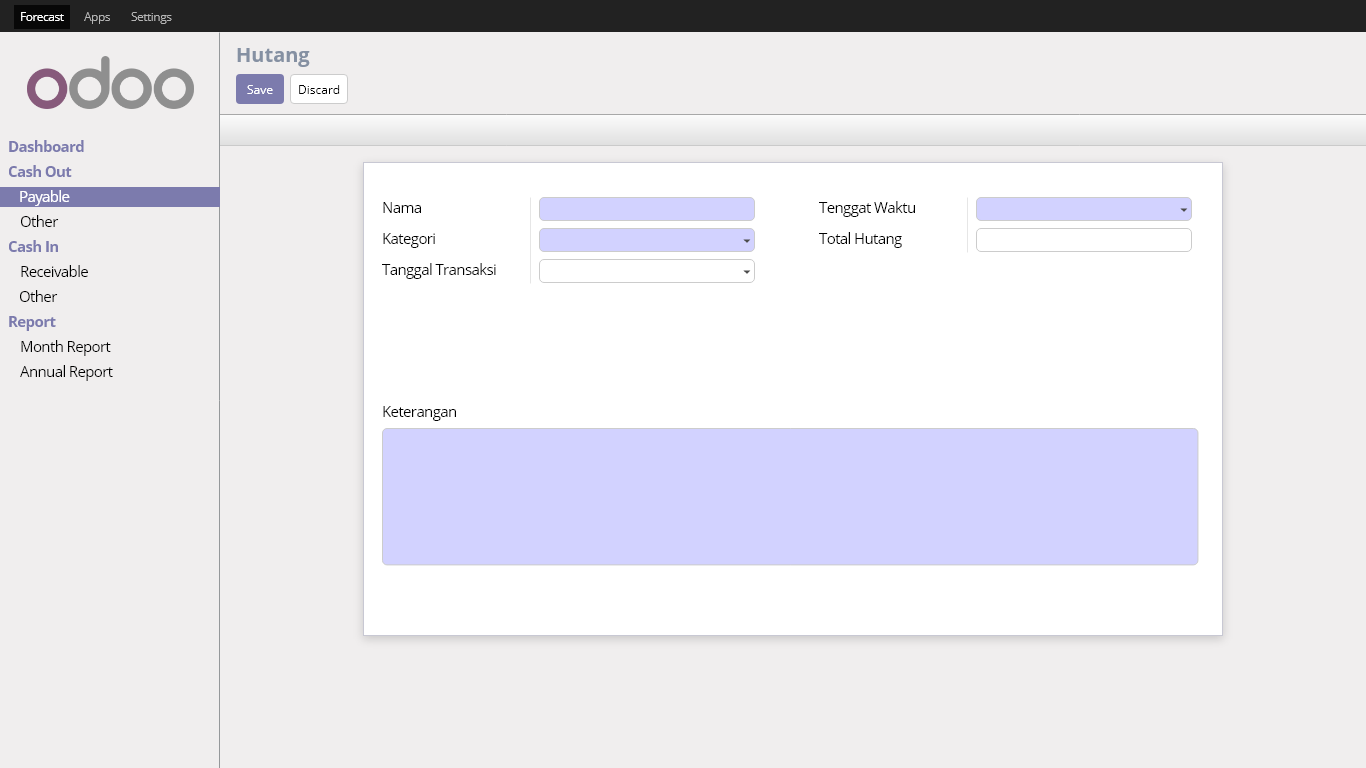 Forecast Apps Settings
odoo
Dashboard
Cash Out
Payable
Other
Cash In
Receivable
Other
Report
Month Report
Annual Report
Hutang
Save Discard
Nama
Kategori
Tanggal Transaksi
Tenggat Waktu
Total Hutang
Keterangan